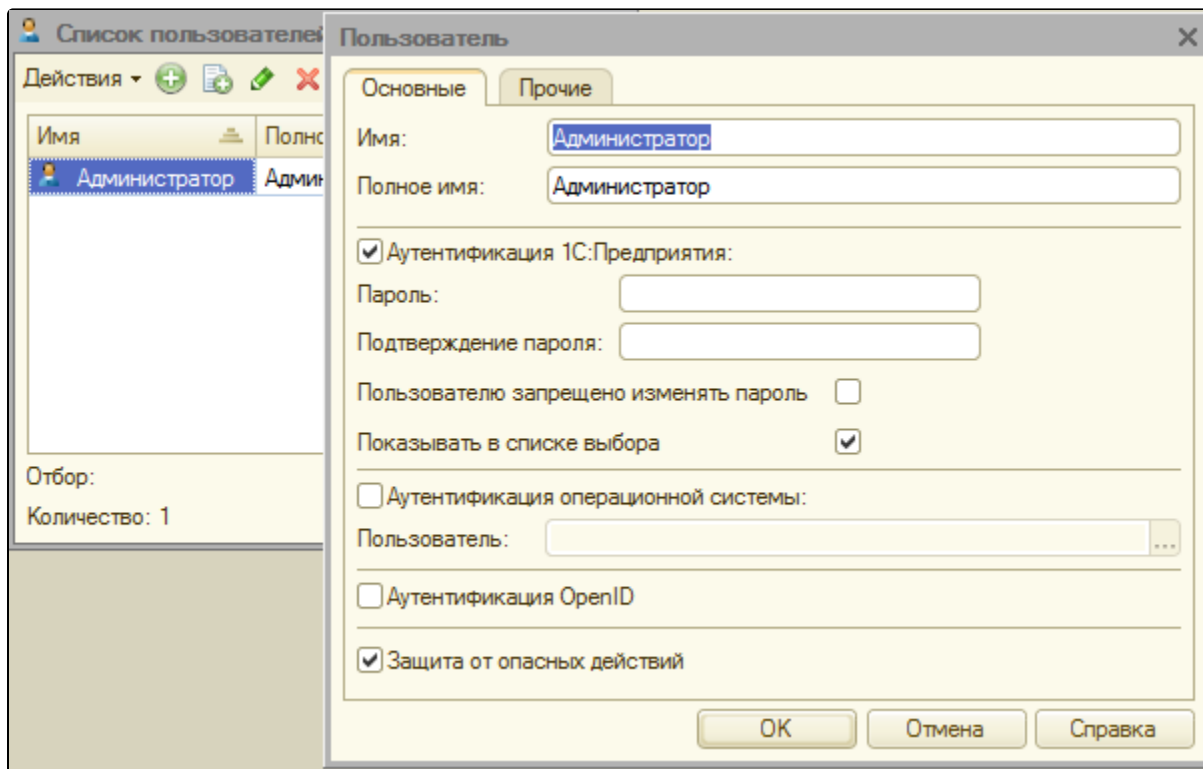 Список пользователей
Действия
Имя
Полно
Администратор
Админ
Отбор:
Количество: 1
Пользователь
Основные
Прочие
Имя:
Администратор
Полное имя:
Администратор
Аутентификация 1С:Предприятия:
Пароль:
Подтверждение пароля:
Пользователю запрещено изменять пароль
Показывать в списке выбора
Аутентификация операционной системы:
Пользователь:
...
Аутентификация OpenID
Защита от опасных действий
OK
Отмена
Справка